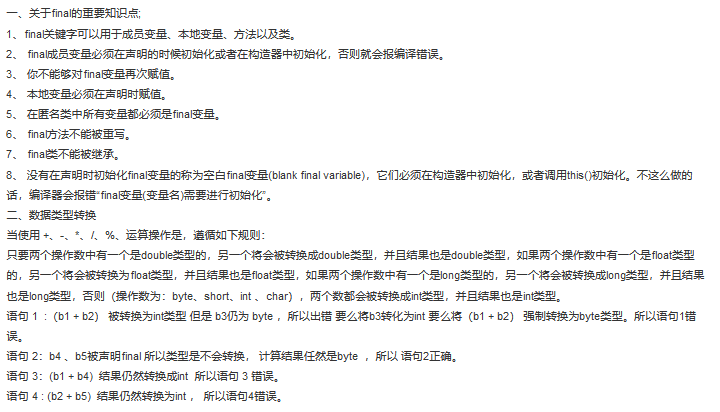 一、关于final的重要知识点;
1、 final关键字可以用于成员变量、本地变量、方法以及类。
2、 final成员变量必须在声明的时候初始化或者在构造器中初始化，否则就会报编译错误。
3、 你不能够对final变量再次赋值。
4、 本地变量必须在声明时赋值。
5、 在匿名类中所有变量都必须是final变量。
6、 final方法不能被重写。
7、 final类不能被继承。
8、 没有在声明时初始化final变量的称为空白final变量(blank final variable)，它们必须在构造器中初始化，或者调用this()初始化。不这么做的
话，编译器会报错“final变量(变量名)需要进行初始化”。
二、数据类型转换
当使用 +、-、*、/、%、运算操作是，遵循如下规则：
只要两个操作数中有一个是double类型的，另一个将会被转换成double类型，并且结果也是double类型，如果两个操作数中有一个是float类型
的，另一个将会被转换为float类型，并且结果也是float类型，如果两个操作数中有一个是long类型的，另一个将会被转换成long类型，并且结果
也是long类型，否则（操作数为：byte、short、int 、char），两个数都会被转换成int类型，并且结果也是int类型。
语句 1 :（b1 + b2） 被转换为int类型 但是 b3仍为 byte ，所以出错 要么将b3转化为int 要么将（b1 + b2） 强制转换为byte类型。所以语句1错
误。
语句 2：b4 、b5被声明final 所以类型是不会转换， 计算结果任然是byte ，所以 语句2正确。
语句 3：(b1 + b4）结果仍然转换成int 所以语句 3 错误。
语句 4 : (b2 + b5) 结果仍然转换为int ， 所以语句4错误。